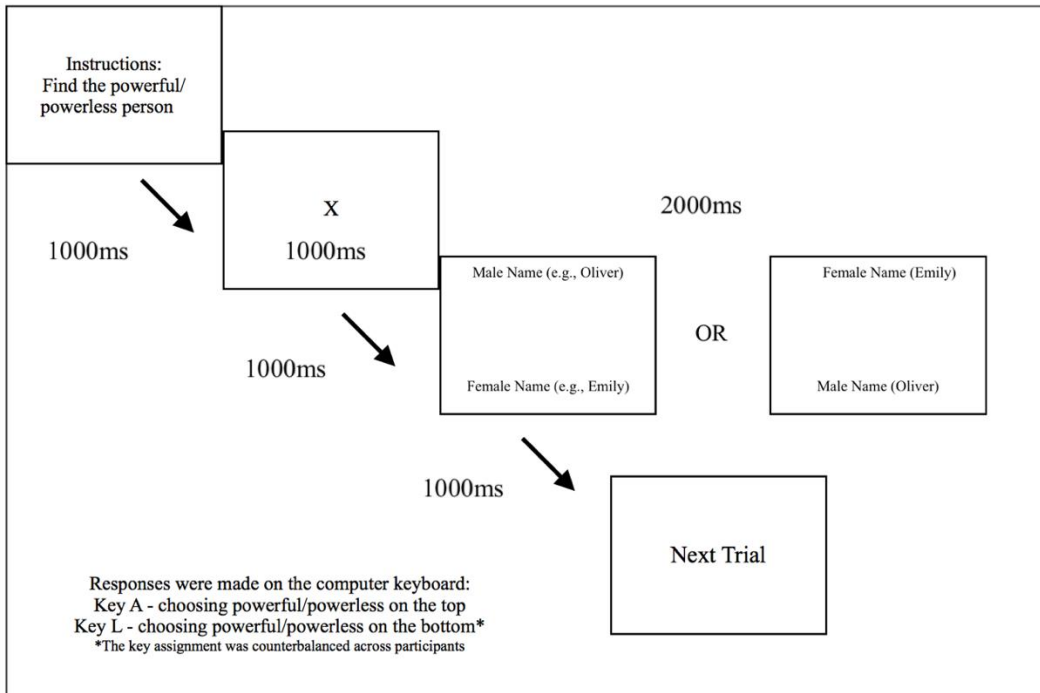 Instructions:
Find the powerful/
powerless person
1000ms
X
1000ms
2000ms
1000ms
Male Name (e.g., Oliver)
Female Name (e.g., Emily)
OR
Female Name (Emily)
Male Name (Oliver)
1000ms
Next Trial
Responses were made on the computer keyboard:
Key A - choosing powerful/powerless on the top
Key L - choosing powerful/powerless on the bottom*
*The key assignment was counterbalanced across participants